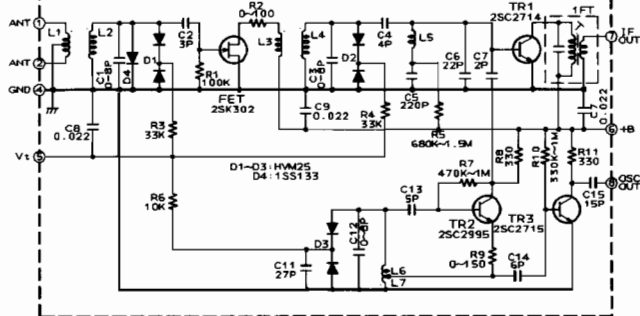 ANT 1
L1
L2
C1
0~8P
D4
D1
C2
3P
R1
100K
R2
0~100
FET
2SK302
L3
L4
D2
C4
4P
L5
C6
22P
C7
2P
TR1
2SC2714
1FT
7 IF OUT
ANT 2
GND 4
C8
0.022
R3
33K
C9
0.022
R4
33K
C5
220P
R5
680K~1.5M
0.022
6 +B
Vt 5
D1~D3:HVM25
D4:1SS133
R7
470K~1M
R8
330
R10
330K~1M
R11
330
8 OSC OUT
C15
15P
R6
10K
C13
5P
TR2
2SC2995
TR3
2SC2715
D3
C12
0~8P
C11
27P
L6
L7
R9
0~150
C14
6P